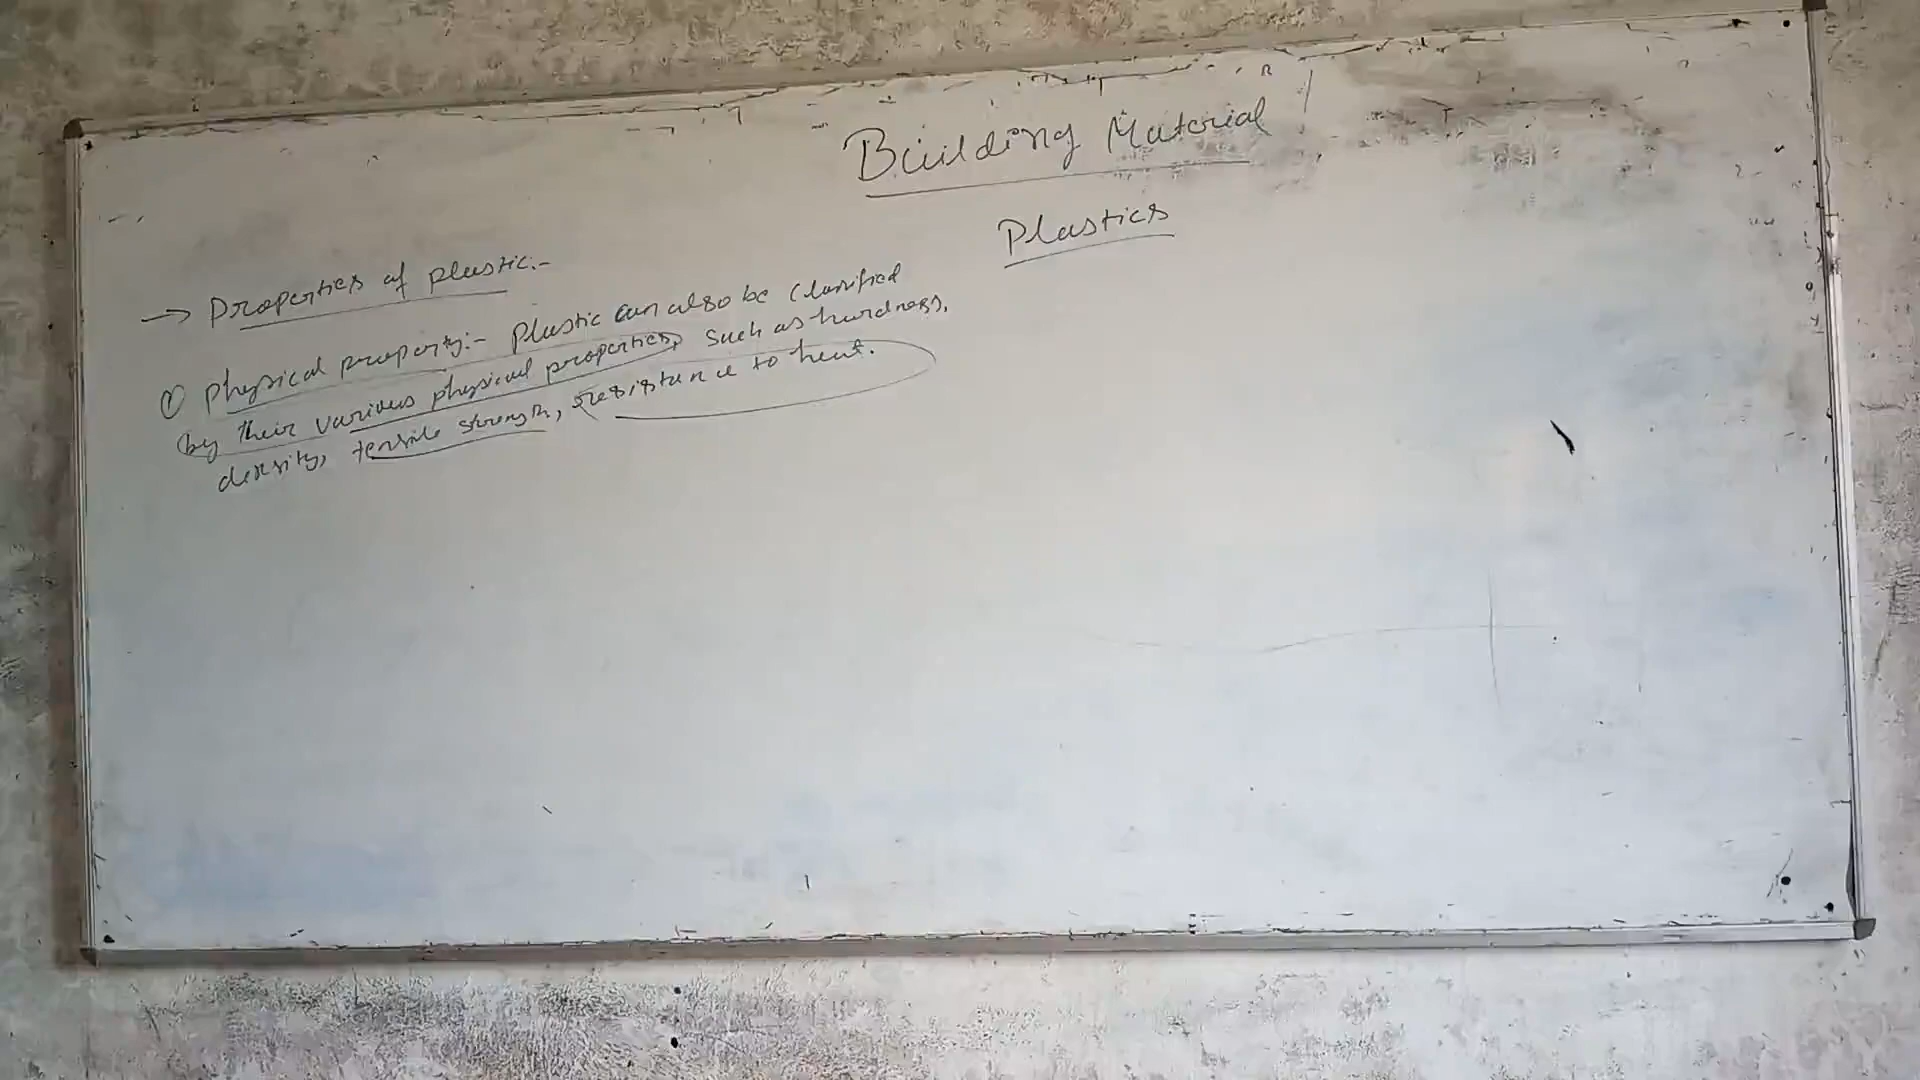 Building Material
Plastics
→ Properties of plastic:-
① Physical property:- Plastic can also be classified
by their various physical properties, such as hardness,
density, tensile strength, resistance to heat.